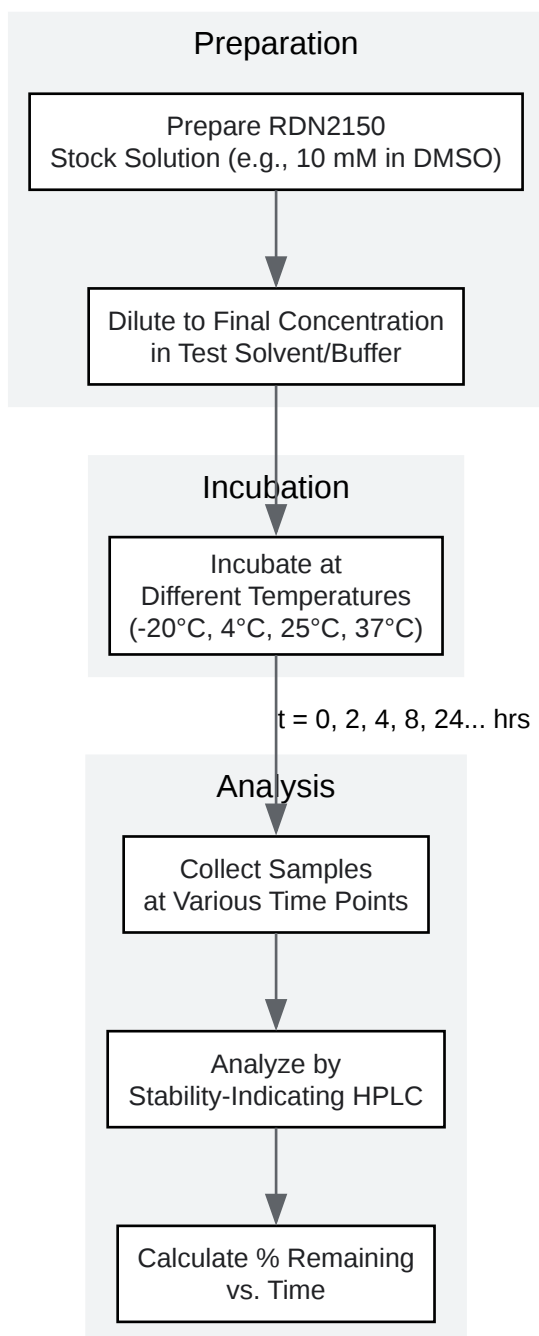 Preparation
Prepare RDN2150
Stock Solution (e.g., 10 mM in DMSO)
Dilute to Final Concentration
in Test Solvent/Buffer
Incubation
Incubate at
Different Temperatures
(-20°C, 4°C, 25°C, 37°C)
t = 0, 2, 4, 8, 24... hrs
Analysis
Collect Samples
at Various Time Points
Analyze by
Stability-Indicating HPLC
Calculate % Remaining
vs. Time